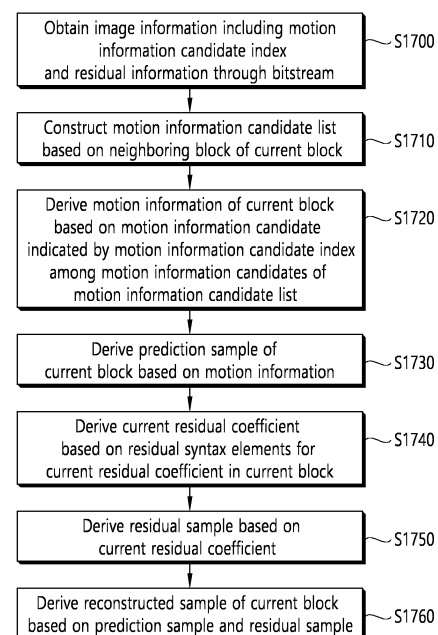 Obtain image information including motion
information candidate index
and residual information through bitstream
S1700
Construct motion information candidate list
based on neighboring block of current block
S1710
Derive motion information of current block
based on motion information candidate
indicated by motion information candidate index
among motion information candidates of
motion information candidate list
S1720
Derive prediction sample of
current block based on motion information
S1730
Derive current residual coefficient
based on residual syntax elements for
current residual coefficient in current block
S1740
Derive residual sample based on
current residual coefficient
S1750
Derive reconstructed sample of current block
based on prediction sample and residual sample
S1760